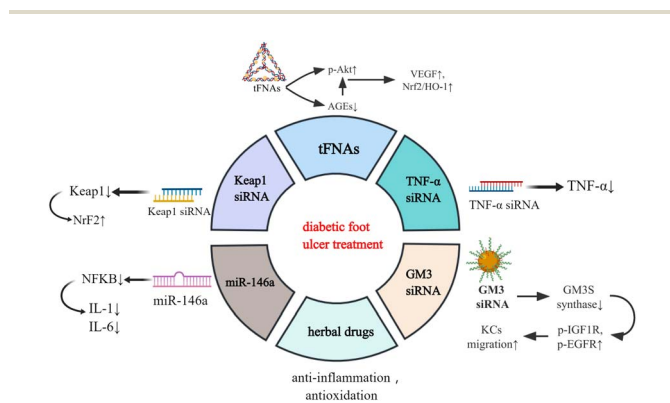 tFNAs
p-Akt↑
AGEs↓
VEGF↑,
Nrf2/HO-1↑
tFNAs
Keap1
siRNA
TNF-α
siRNA
Keap1↓
NrF2↑
Keap1 siRNA
TNF-α siRNA
TNF-α↓
diabetic foot
ulcer treatment
miR-146a
GM3
siRNA
NFKB↓
IL-1↓
IL-6↓
miR-146a
GM3
siRNA
GM3S
synthase↓
p-IGF1R,
p-EGFR↑
KCs
migration↑
herbal drugs
anti-inflammation ,
antioxidation